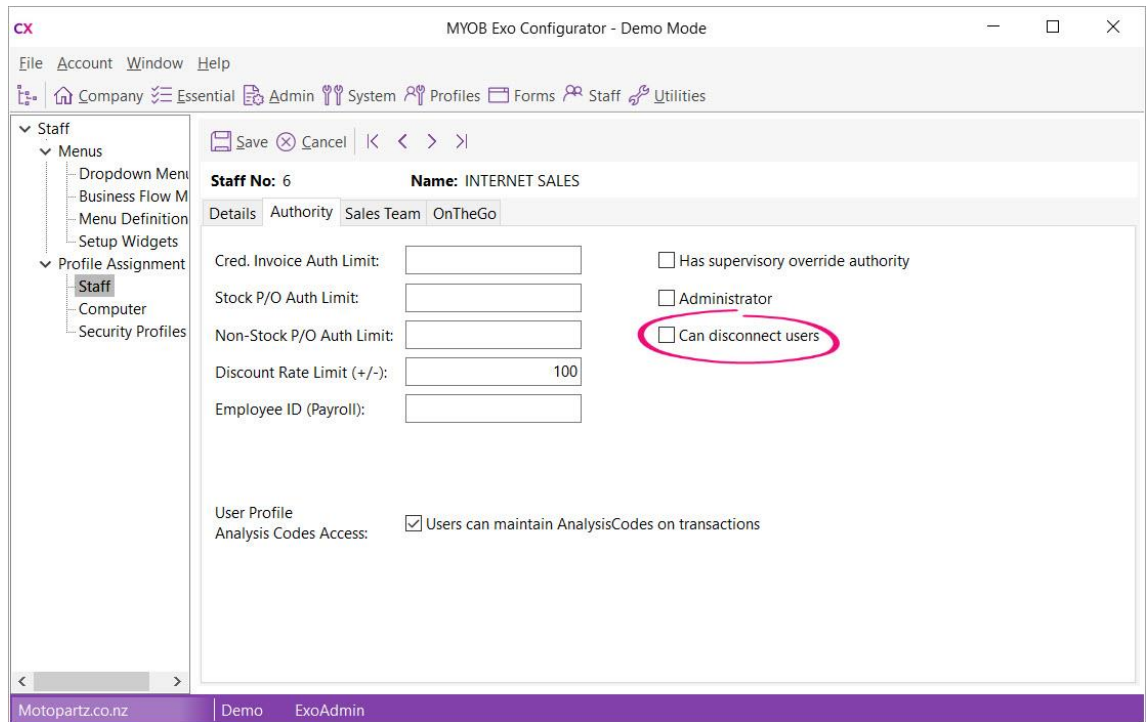 CX MYOB Exo Configurator - Demo Mode
File Account Window Help
Company Essential Admin System Profiles Forms Staff Utilities
Staff
Menus
Dropdown Menu
Business Flow M
Menu Definition
Setup Widgets
Profile Assignment
Staff
Computer
Security Profiles
Save Cancel
Staff No: 6 Name: INTERNET SALES
Details Authority Sales Team OnTheGo
Cred. Invoice Auth Limit:
Has supervisory override authority
Stock P/O Auth Limit:
Administrator
Non-Stock P/O Auth Limit:
Can disconnect users
Discount Rate Limit (+/-): 100
Employee ID (Payroll):
User Profile
Analysis Codes Access:
Users can maintain AnalysisCodes on transactions
Motopartz.co.nz Demo ExoAdmin